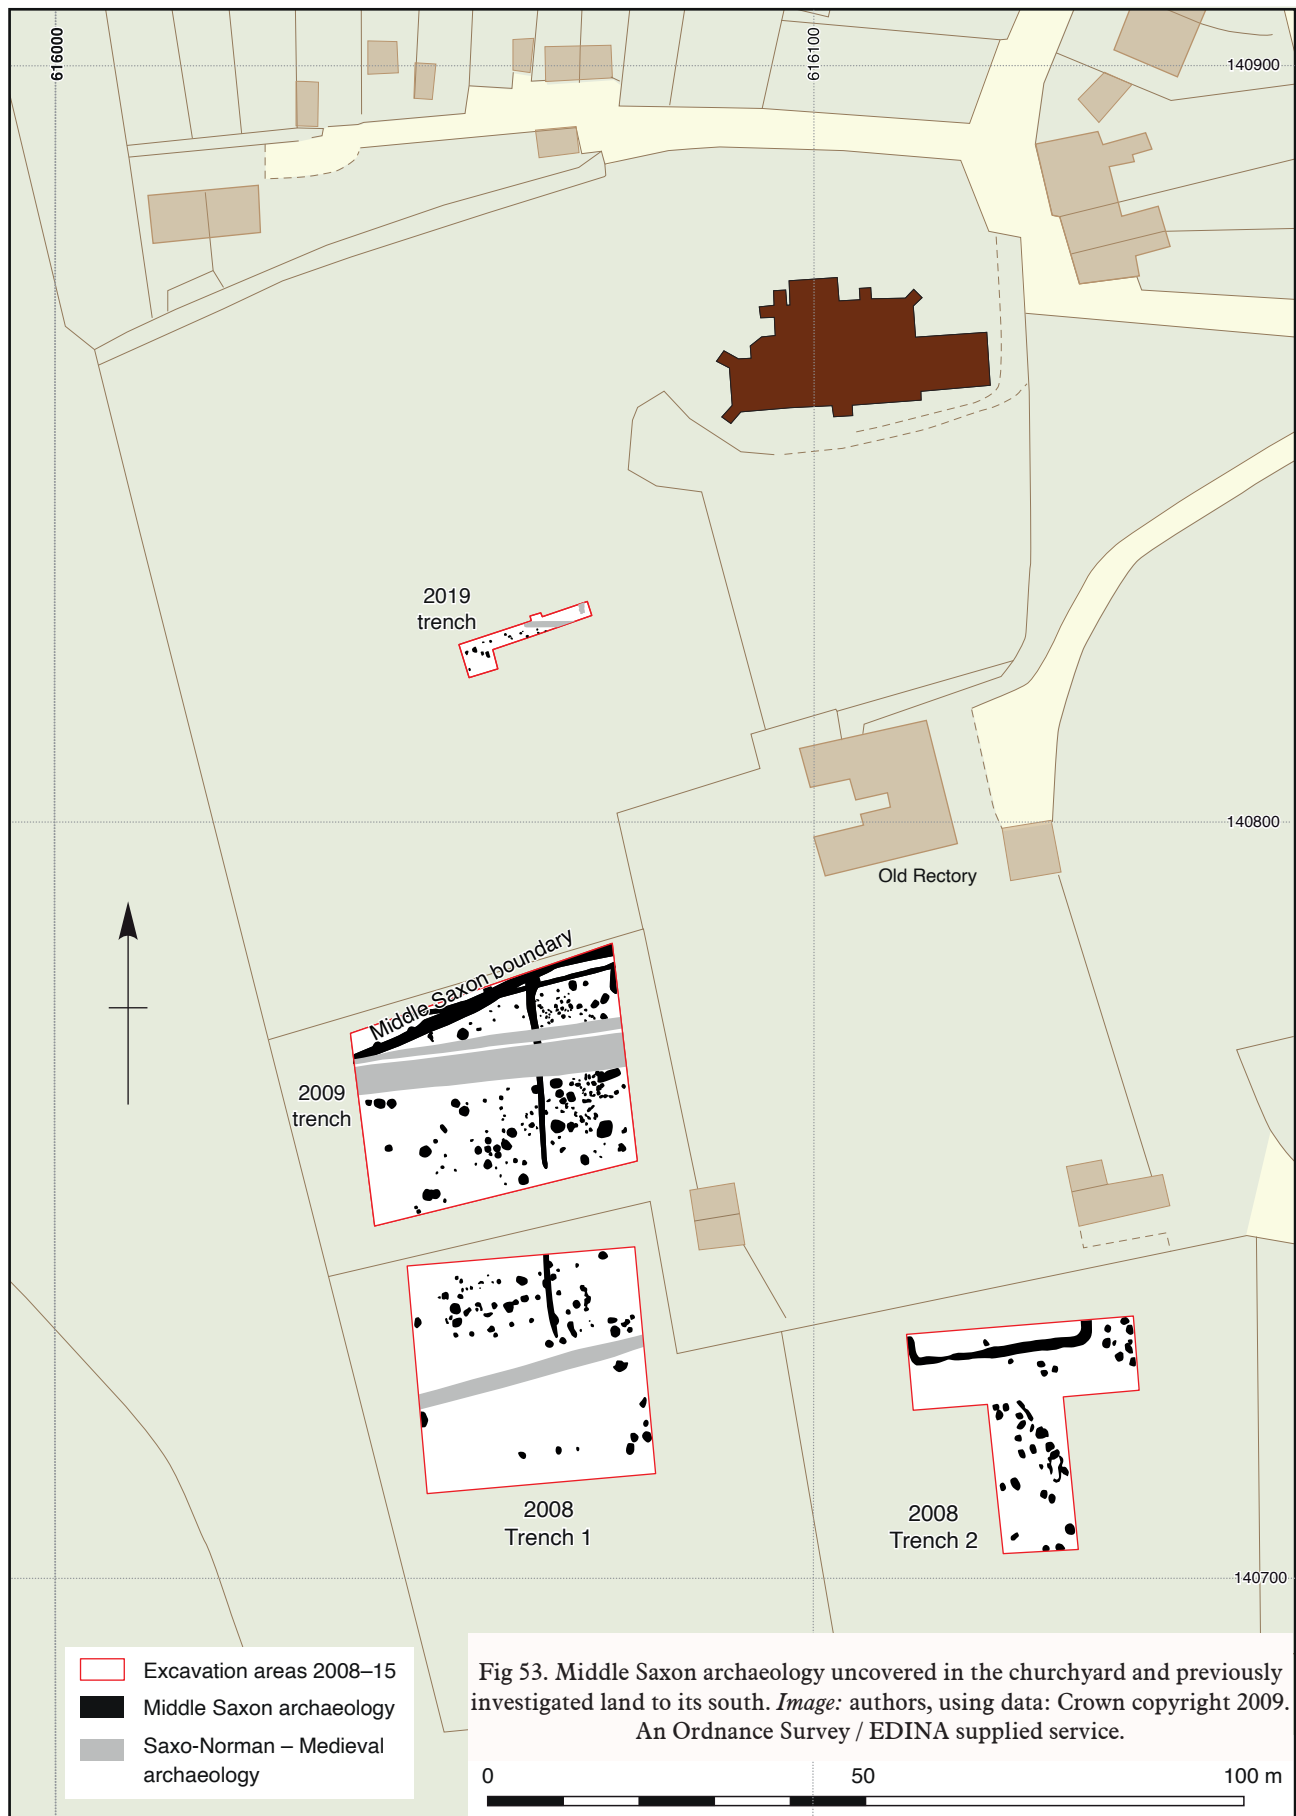 616000
616100
140900
2019
trench
140800
Old Rectory
Middle Saxon boundary
2009
trench
2008
Trench 1
2008
Trench 2
140700
Excavation areas 2008–15
Middle Saxon archaeology
Saxo-Norman – Medieval
archaeology
Fig 53. Middle Saxon archaeology uncovered in the churchyard and previously
investigated land to its south. Image: authors, using data: Crown copyright 2009.
An Ordnance Survey / EDINA supplied service.
0 50 100 m